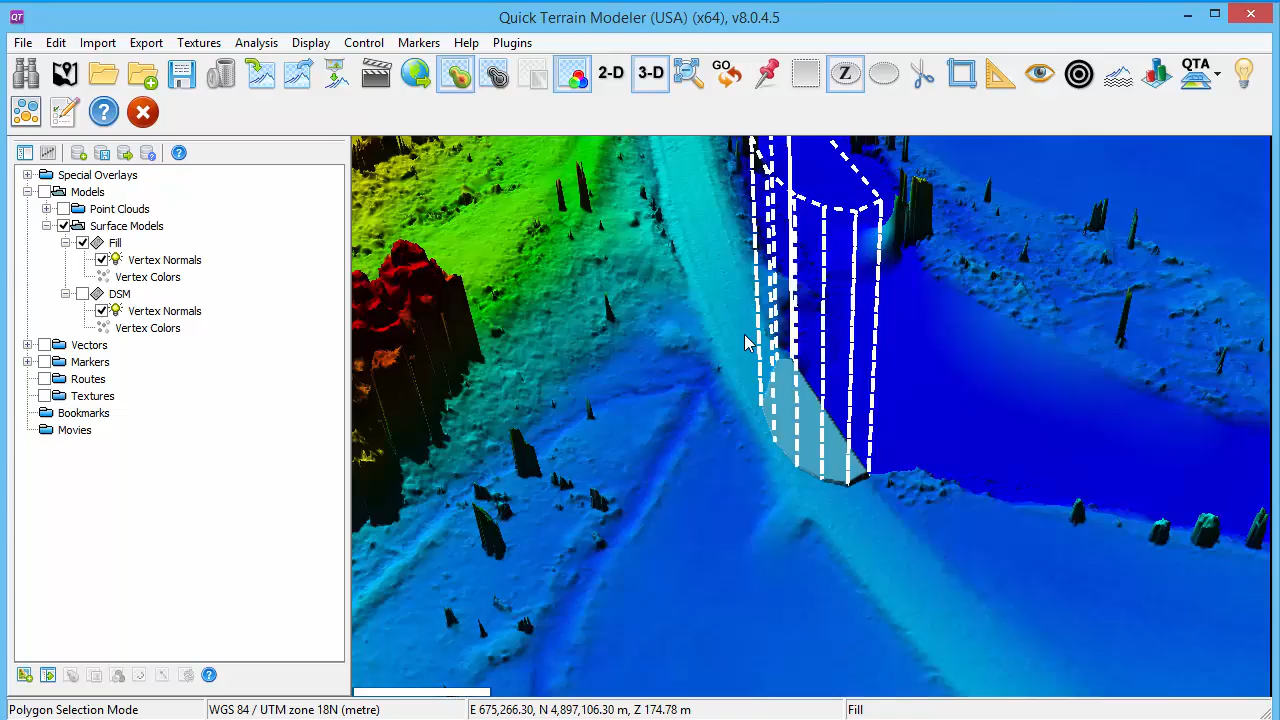 QT
Quick Terrain Modeler (USA) (x64), v8.0.4.5
File Edit Import Export Textures Analysis Display Control Markers Help Plugins
2-D 3-D GO Z QTA
Special Overlays
Models
Point Clouds
Surface Models
Fill
Vertex Normals
Vertex Colors
DSM
Vertex Normals
Vertex Colors
Vectors
Markers
Routes
Textures
Bookmarks
Movies
Polygon Selection Mode WGS 84 / UTM zone 18N (metre) E 675,266.30, N 4,897,106.30 m, Z 174.78 m Fill